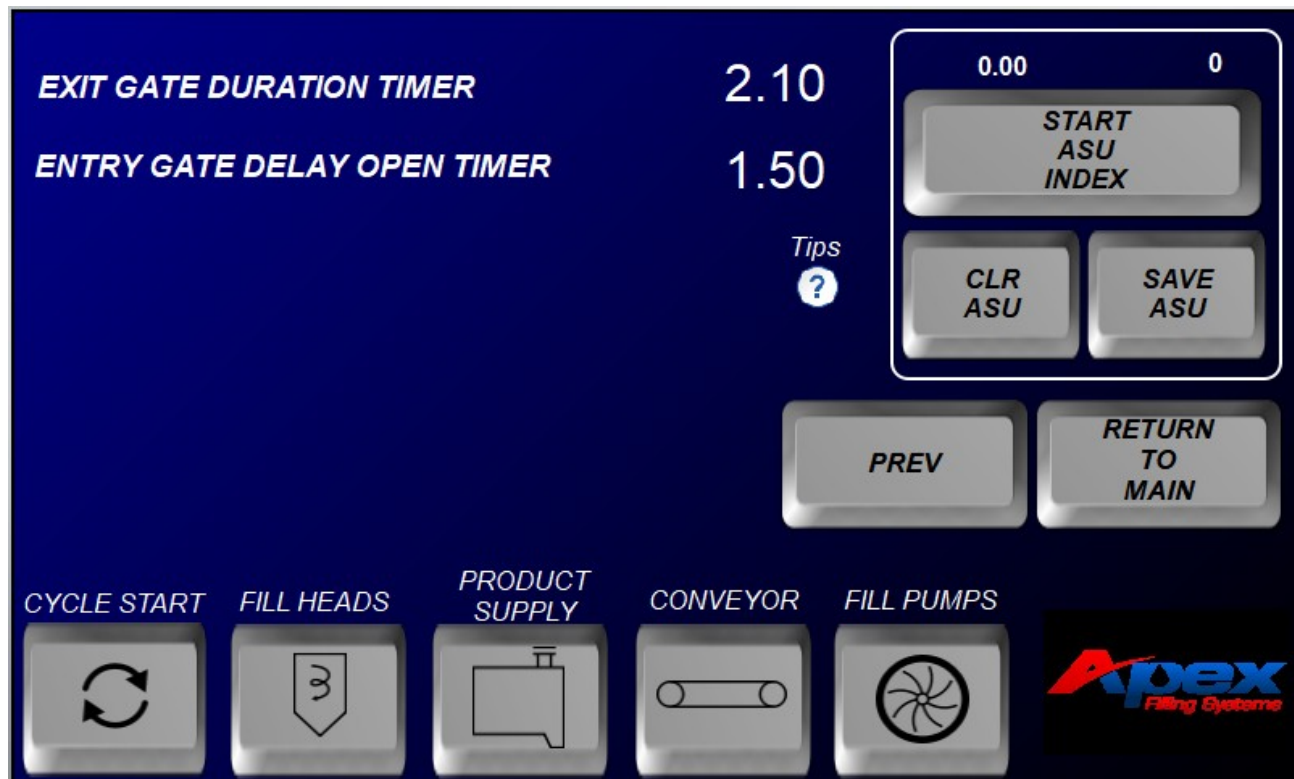 EXIT GATE DURATION TIMER 2.10
ENTRY GATE DELAY OPEN TIMER 1.50
Tips
?
0.00 0
START
ASU
INDEX
CLR
ASU
SAVE
ASU
PREV
RETURN
TO
MAIN
CYCLE START
FILL HEADS
PRODUCT
SUPPLY
CONVEYOR
FILL PUMPS
Apex
Filling Systems